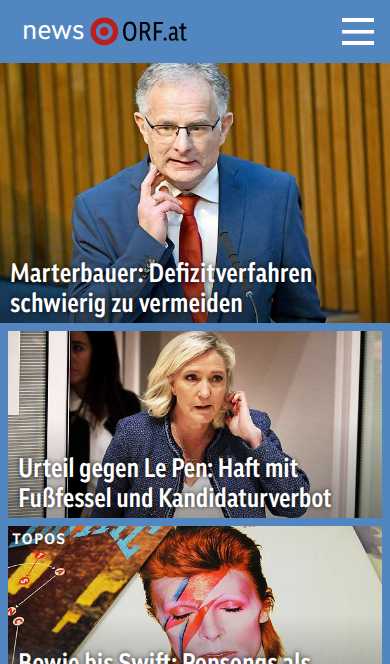 news ORF.at
Marterbauer: Defizitverfahren
schwierig zu vermeiden
Urteil gegen Le Pen: Haft mit
Fußfessel und Kandidaturverbot
TOPOS
Bowie bis Swift: Popsongs als